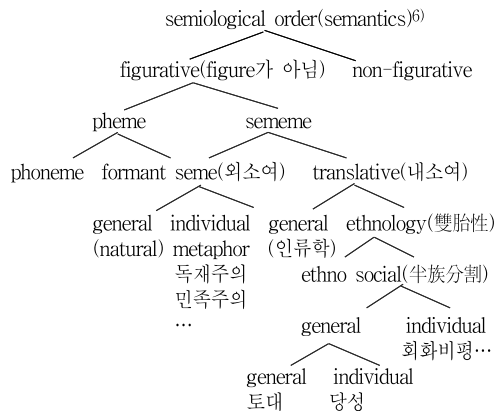 semiological order(semantics)6)
figurative(figure가 아님) non-figurative
pheme sememe
phoneme formant seme(외소여) translative(내소여)
general individual general ethnology(雙胎性)
(natural) metaphor (인류학)
독재주의 ethno social(半族分割)
민족주의
…
general individual
회화비평…
general individual
토대 당성